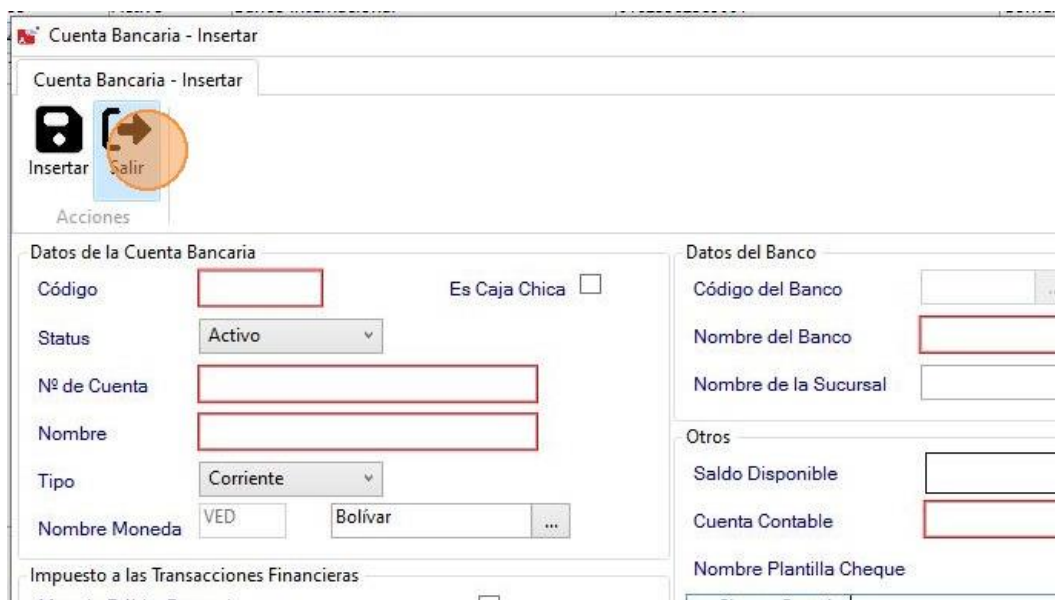 Cuenta Bancaria - Insertar
Cuenta Bancaria - Insertar
Insertar Salir
Acciones
Datos de la Cuenta Bancaria
Código Es Caja Chica
Status Activo
Nº de Cuenta
Nombre
Tipo Corriente
Nombre Moneda VED Bolívar ...
Impuesto a las Transacciones Financieras
Datos del Banco
Código del Banco
Nombre del Banco
Nombre de la Sucursal
Otros
Saldo Disponible
Cuenta Contable
Nombre Plantilla Cheque